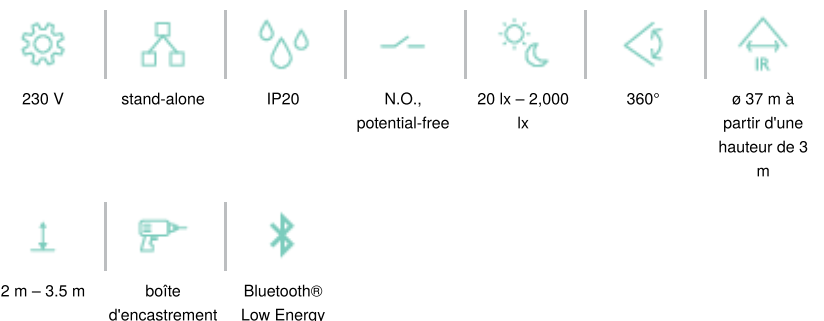 IR
230 V
stand-alone
IP20
N.O.,
potential-free
20 lx – 2,000
lx
360°
ø 37 m à
partir d'une
hauteur de 3
m
2 m – 3.5 m
boîte
d'encastrement
Bluetooth®
Low Energy